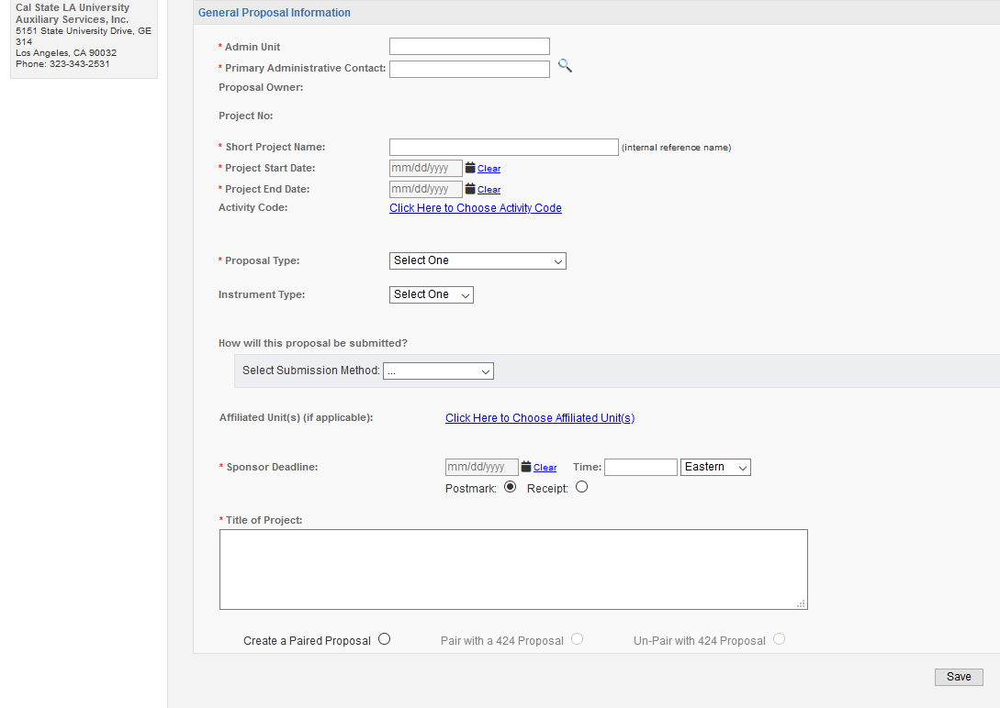 Cal State LA University
Auxiliary Services, Inc.
5151 State University Drive, GE
314
Los Angeles, CA 90032
Phone: 323-343-2531
General Proposal Information
* Admin Unit
* Primary Administrative Contact:
Proposal Owner:
Project No:
* Short Project Name: (internal reference name)
* Project Start Date: mm/dd/yyyy Clear
* Project End Date: mm/dd/yyyy Clear
Activity Code: Click Here to Choose Activity Code
* Proposal Type: Select One
Instrument Type: Select One
How will this proposal be submitted?
Select Submission Method: ...
Affiliated Unit(s) (if applicable): Click Here to Choose Affiliated Unit(s)
* Sponsor Deadline: mm/dd/yyyy Clear Time: Eastern
Postmark: Receipt:
* Title of Project:
Create a Paired Proposal Pair with a 424 Proposal Un-Pair with 424 Proposal
Save